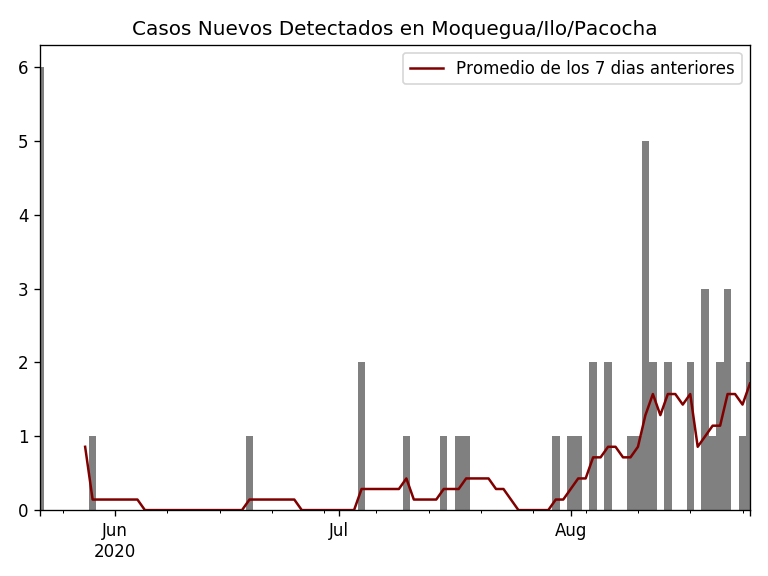 Casos Nuevos Detectados en Moquegua/Ilo/Pacocha
Promedio de los 7 dias anteriores
6
5
4
3
2
1
0
Jun
2020
Jul
Aug